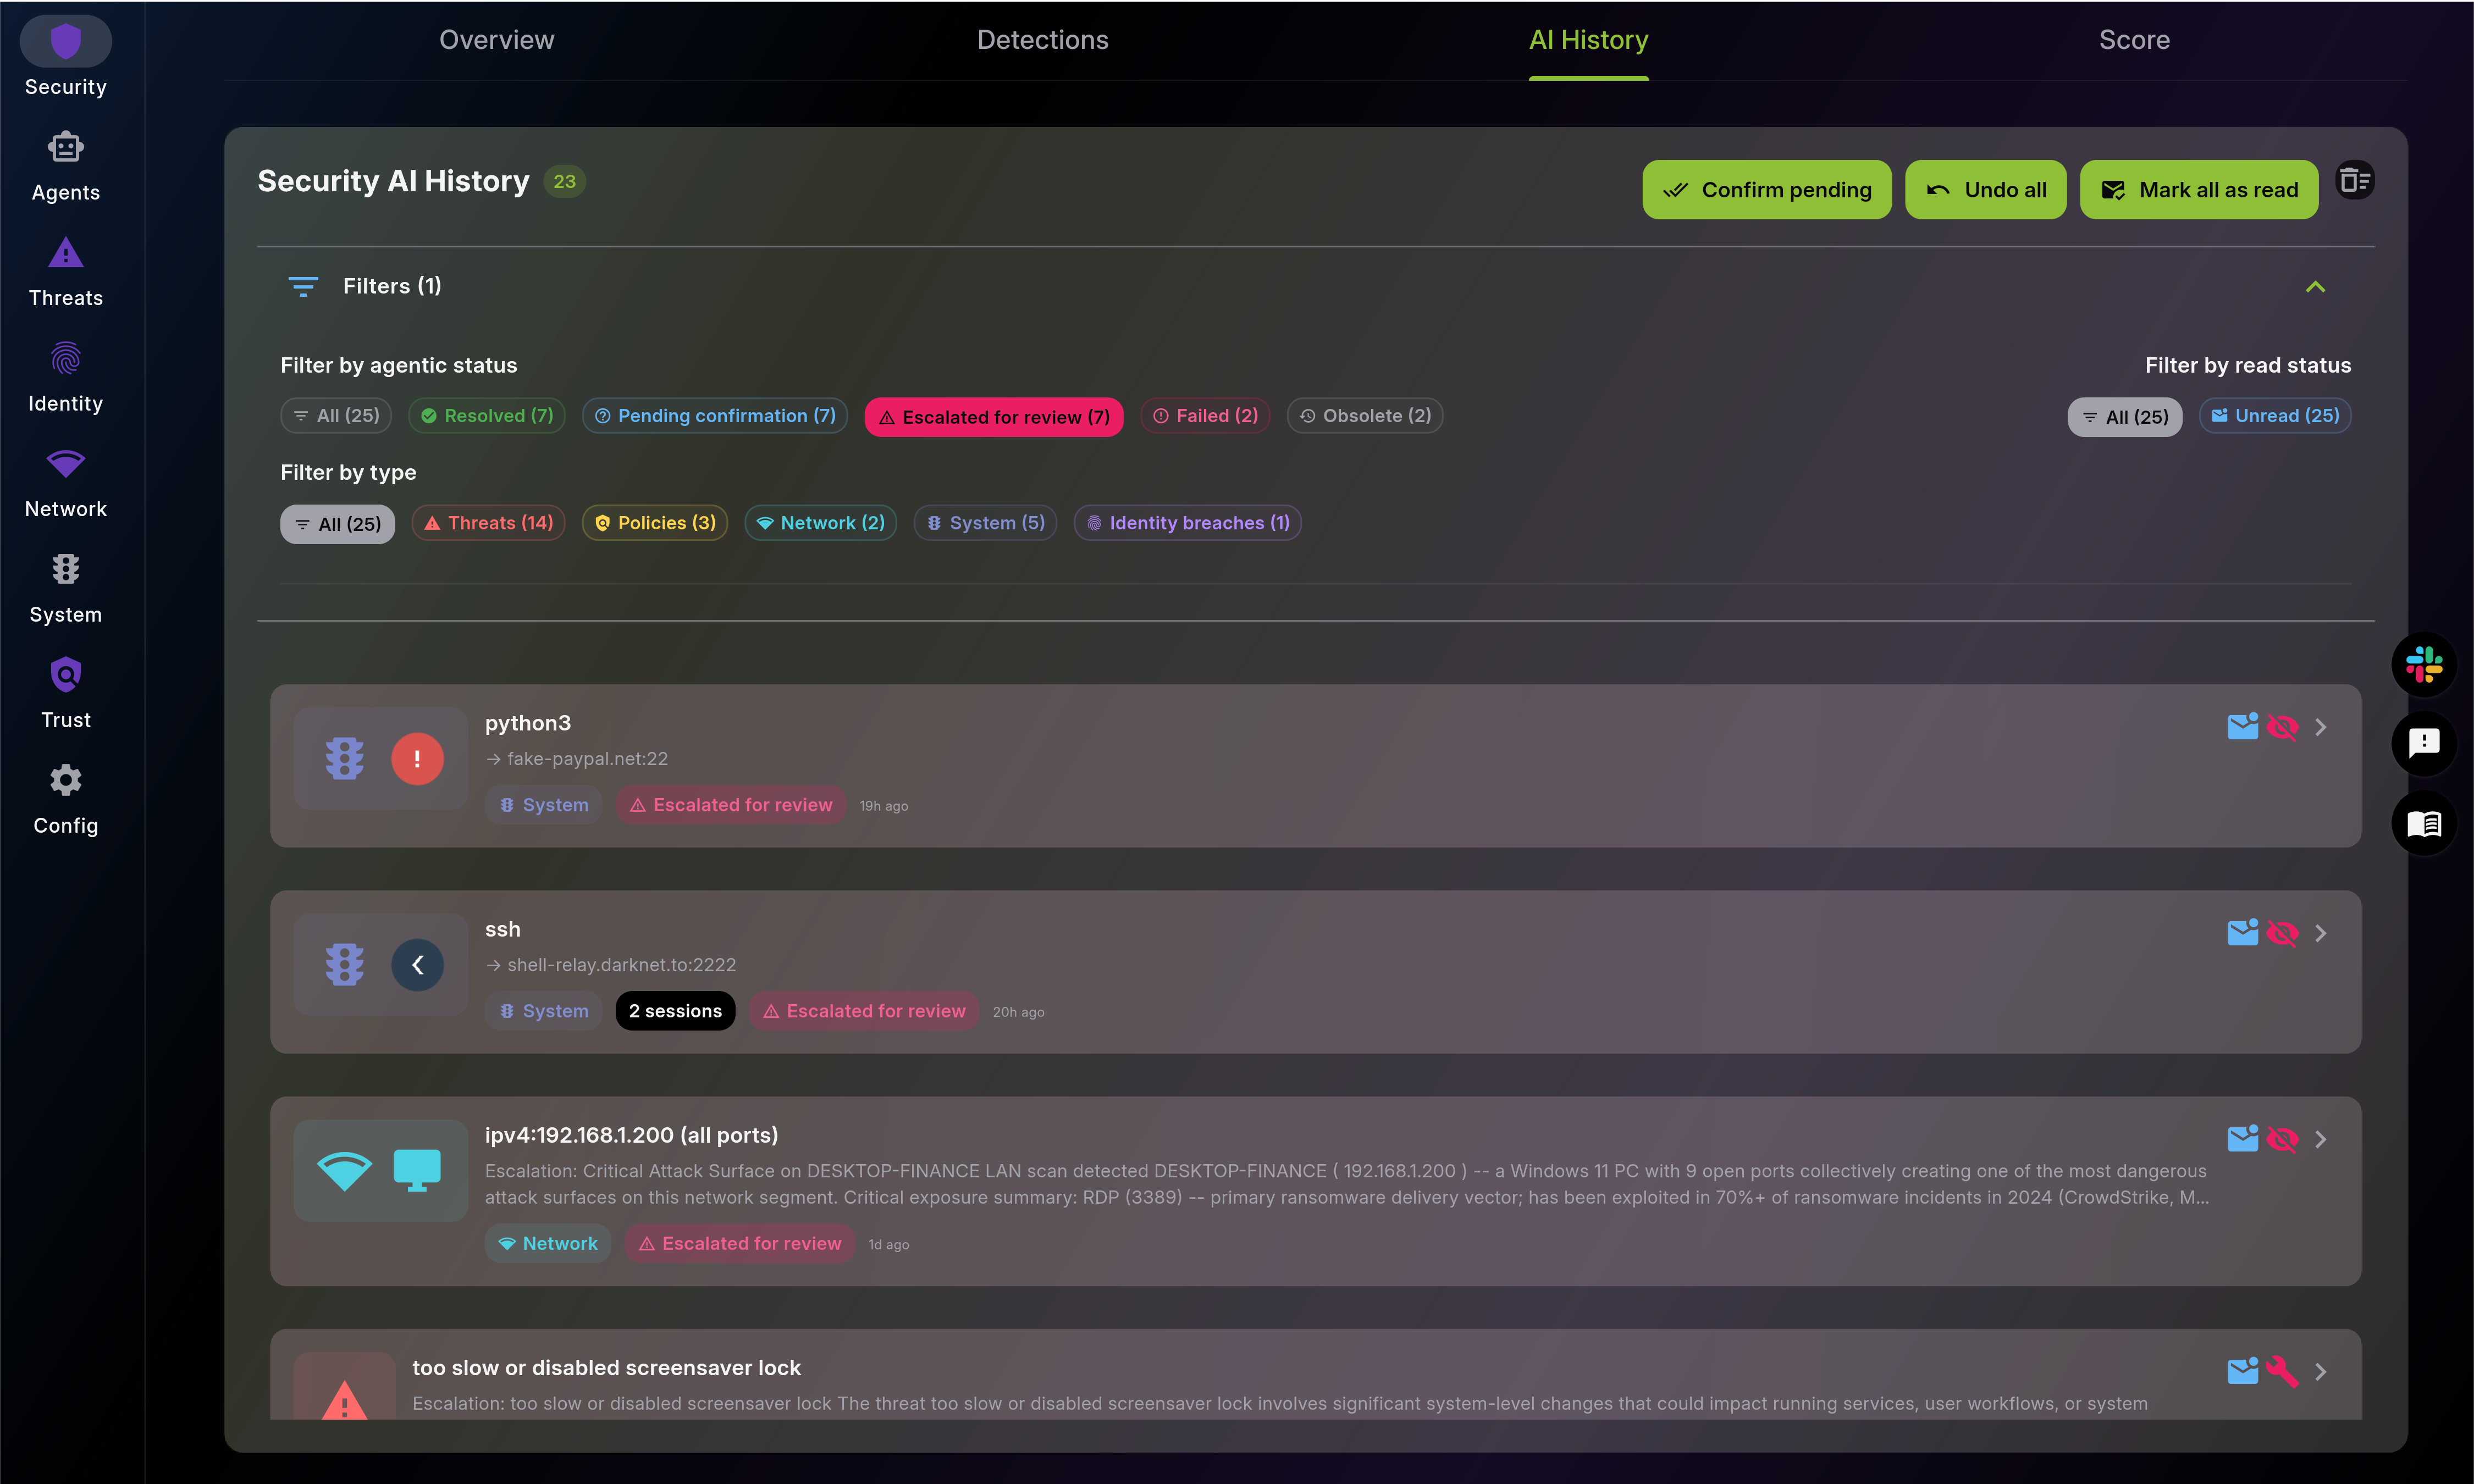 Security
Agents
Threats
Identity
Network
System
Trust
Config
Overview
Detections
AI History
Score
Security AI History 23
Confirm pending
Undo all
Mark all as read
Filters (1)
Filter by agentic status
Filter by read status
All (25)
Resolved (7)
Pending confirmation (7)
Escalated for review (7)
Failed (2)
Obsolete (2)
All (25)
Unread (25)
Filter by type
All (25)
Threats (14)
Policies (3)
Network (2)
System (5)
Identity breaches (1)
python3
→ fake-paypal.net:22
System
Escalated for review
19h ago
ssh
→ shell-relay.darknet.to:2222
System
2 sessions
Escalated for review
20h ago
ipv4:192.168.1.200 (all ports)
Escalation: Critical Attack Surface on DESKTOP-FINANCE LAN scan detected DESKTOP-FINANCE ( 192.168.1.200 ) -- a Windows 11 PC with 9 open ports collectively creating one of the most dangerous
attack surfaces on this network segment. Critical exposure summary: RDP (3389) -- primary ransomware delivery vector; has been exploited in 70%+ of ransomware incidents in 2024 (CrowdStrike, M...
Network
Escalated for review
1d ago
too slow or disabled screensaver lock
Escalation: too slow or disabled screensaver lock The threat too slow or disabled screensaver lock involves significant system-level changes that could impact running services, user workflows, or system